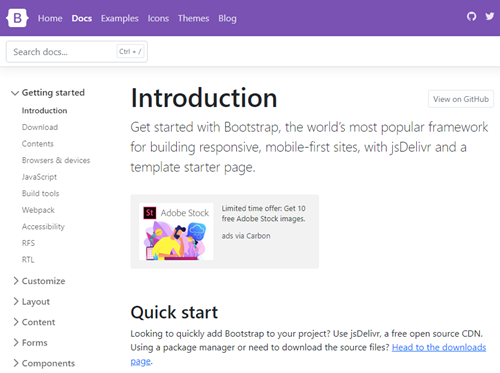 B Home Docs Examples Icons Themes Blog
Search docs... Ctrl + /
Getting started
Introduction
Download
Contents
Browsers & devices
JavaScript
Build tools
Webpack
Accessibility
RFS
RTL
Customize
Layout
Content
Forms
Components
Introduction
View on GitHub
Get started with Bootstrap, the world's most popular framework
for building responsive, mobile-first sites, with jsDelivr and a
template starter page.
St Adobe Stock
Limited time offer: Get 10
free Adobe Stock images.
ads via Carbon
Quick start
Looking to quickly add Bootstrap to your project? Use jsDelivr, a free open source CDN.
Using a package manager or need to download the source files? Head to the downloads
page.